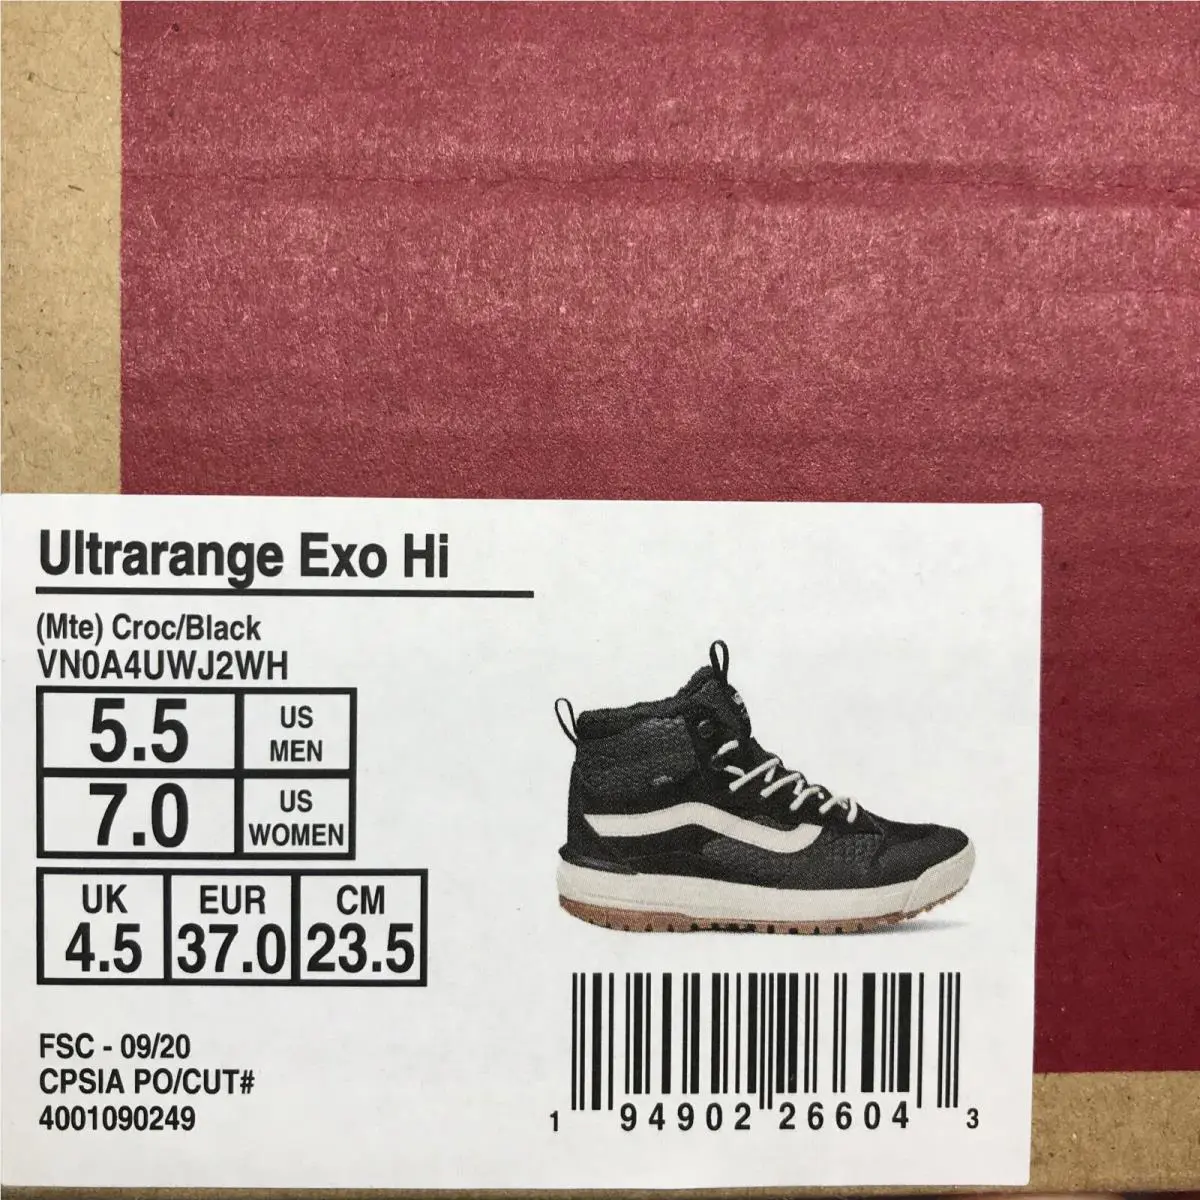 Ultrarange Exo Hi
(Mte) Croc/Black
VN0A4UWJ2WH
5.5 US MEN
7.0 US WOMEN
UK EUR CM
4.5 37.0 23.5
FSC - 09/20
CPSIA PO/CUT#
4001090249
1 94902 26604 3